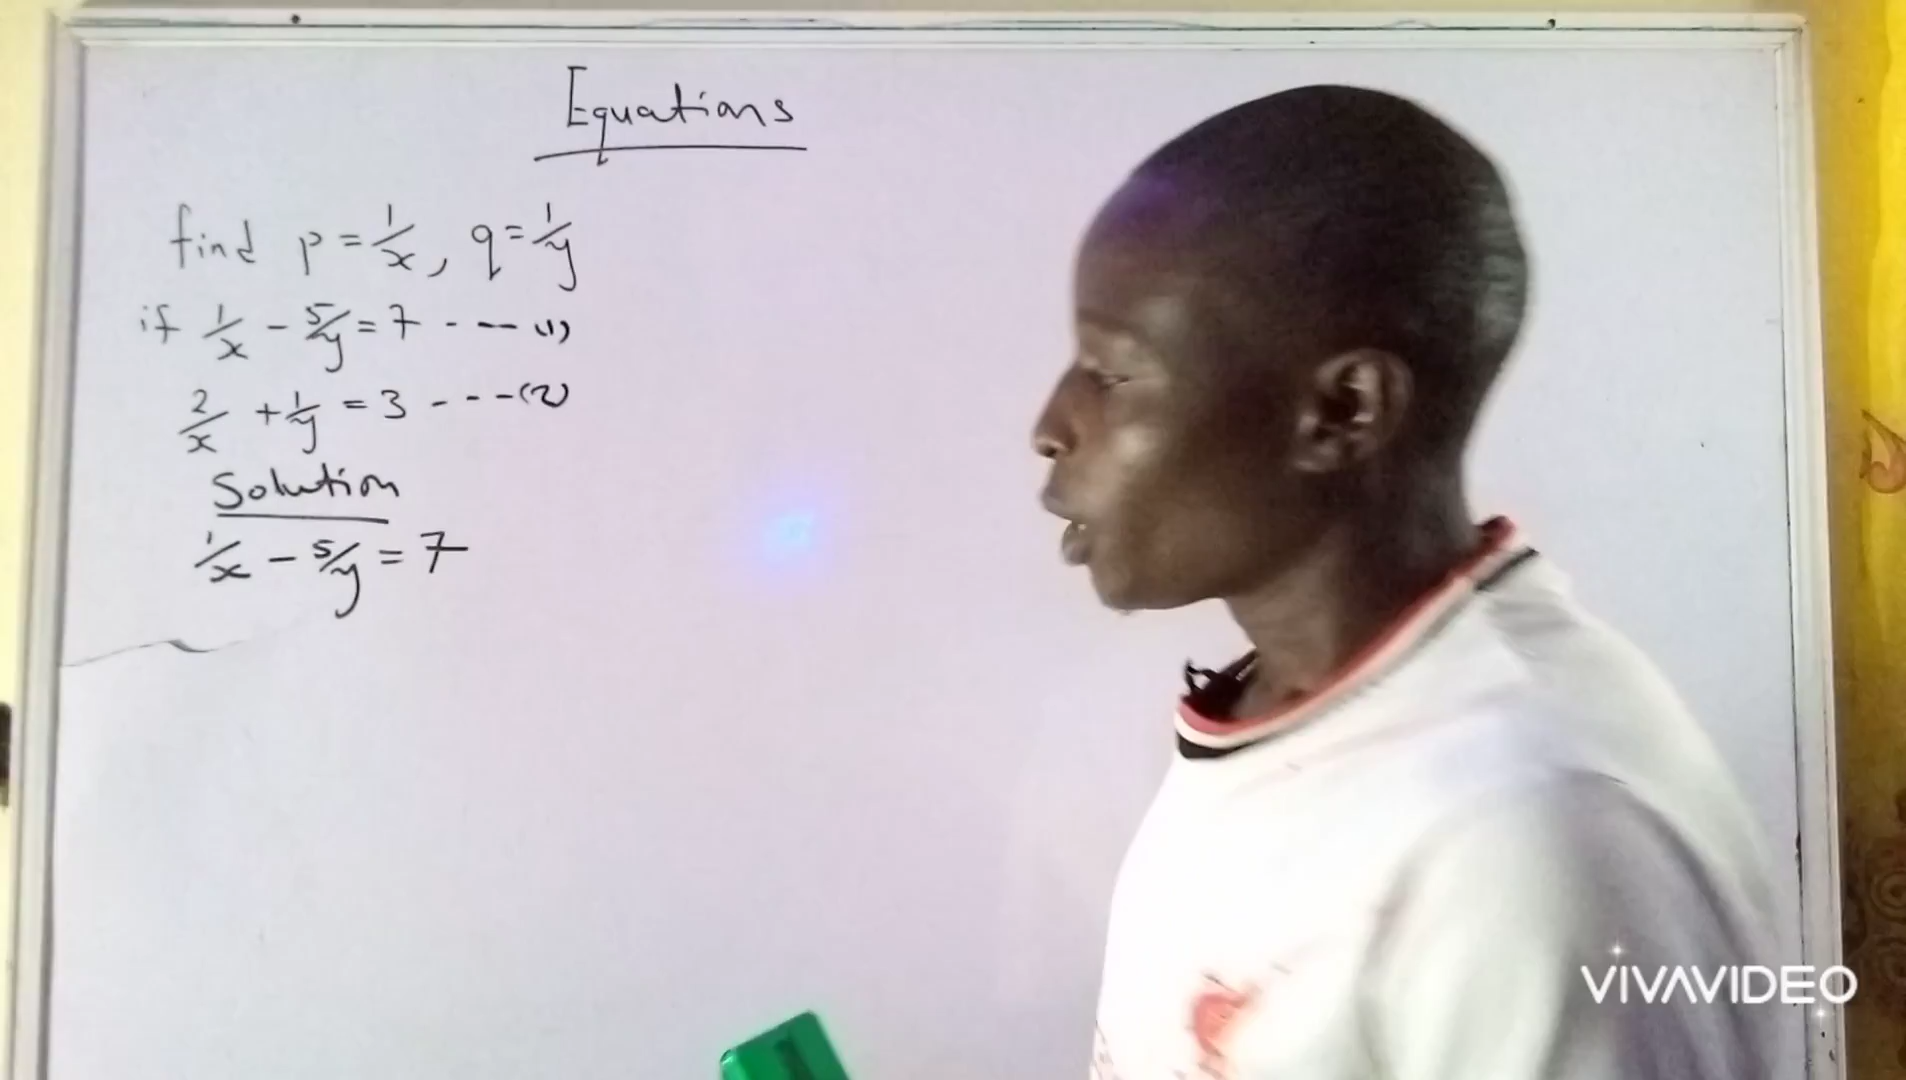 Equations
find p = 1/x, q = 1/y
if 1/x - 5/y = 7 - - - (1)
2/x + 1/y = 3 - - - (2)
Solution
1/x - 5/y = 7
VIVAVIDEO